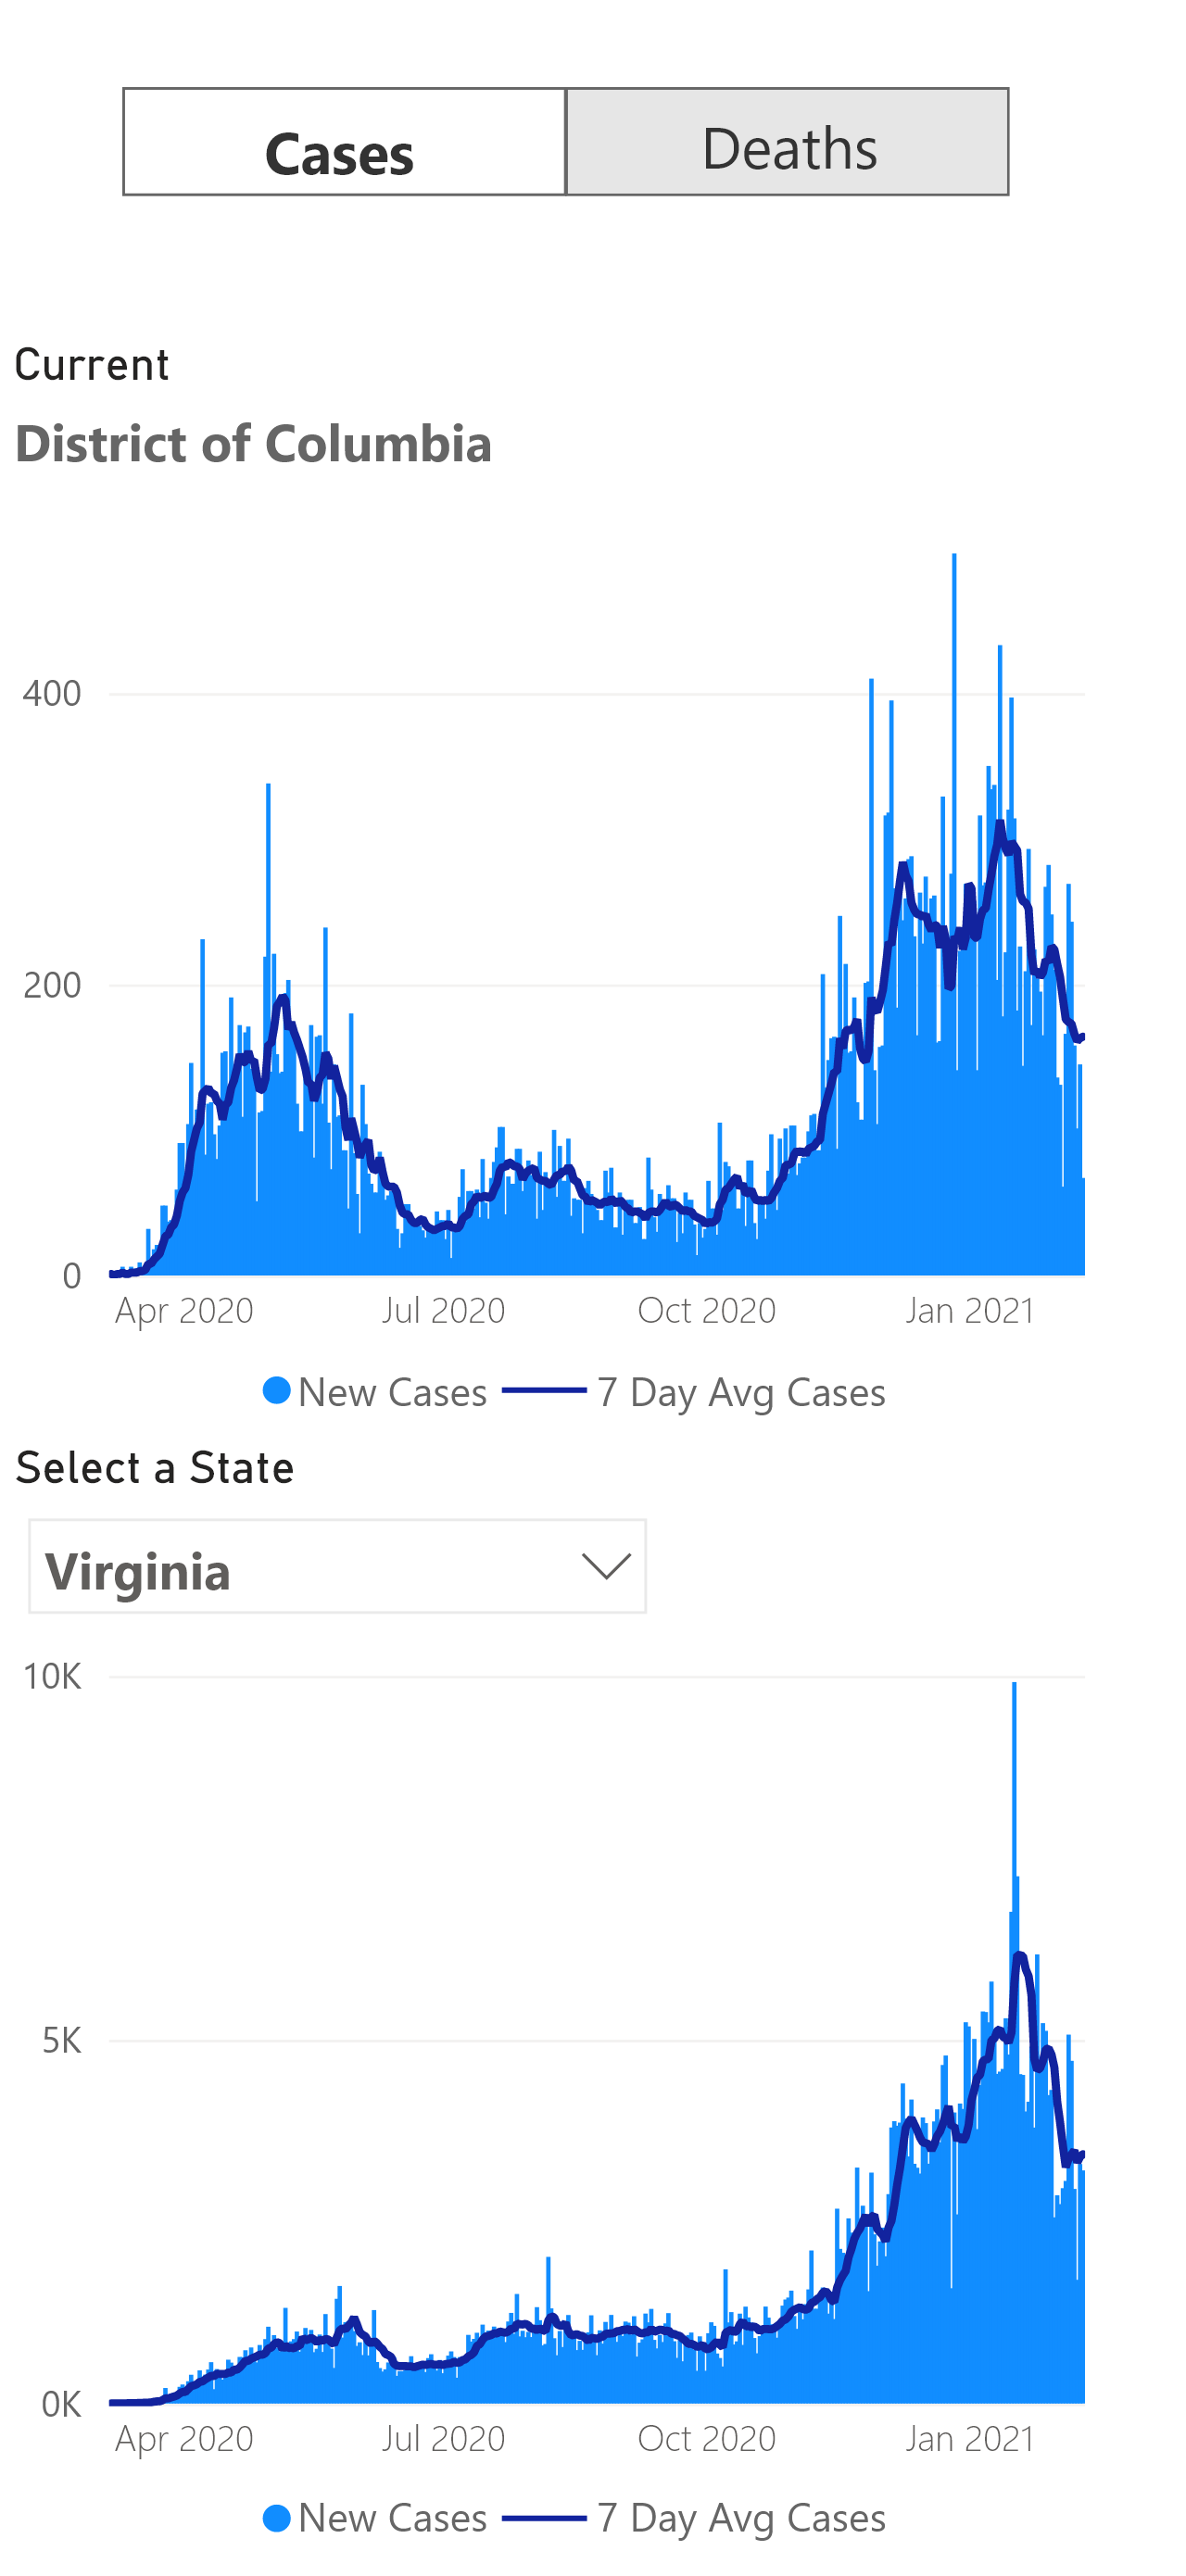 Cases Deaths
Current
District of Columbia
400
200
0
Apr 2020 Jul 2020 Oct 2020 Jan 2021
New Cases 7 Day Avg Cases
Select a State
Virginia
10K
5K
0K
Apr 2020 Jul 2020 Oct 2020 Jan 2021
New Cases 7 Day Avg Cases